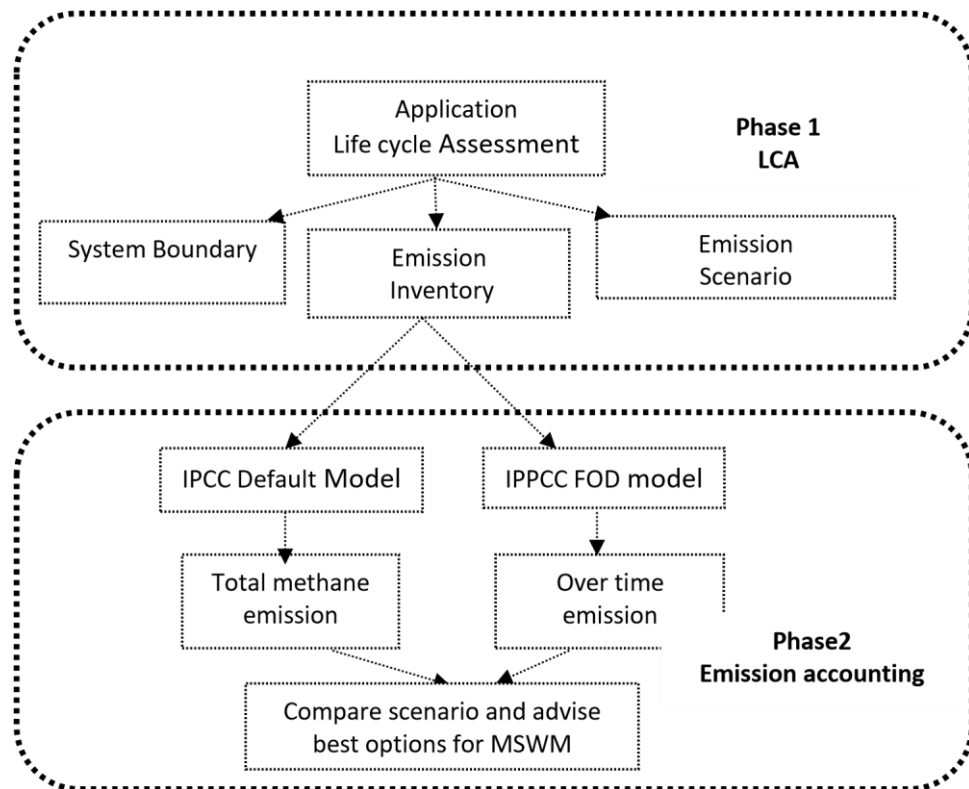 Application
Life cycle Assessment
Phase 1
LCA
System Boundary
Emission
Inventory
Emission
Scenario
IPCC Default Model
IPPCC FOD model
Total methane
emission
Over time
emission
Phase2
Emission accounting
Compare scenario and advise
best options for MSWM